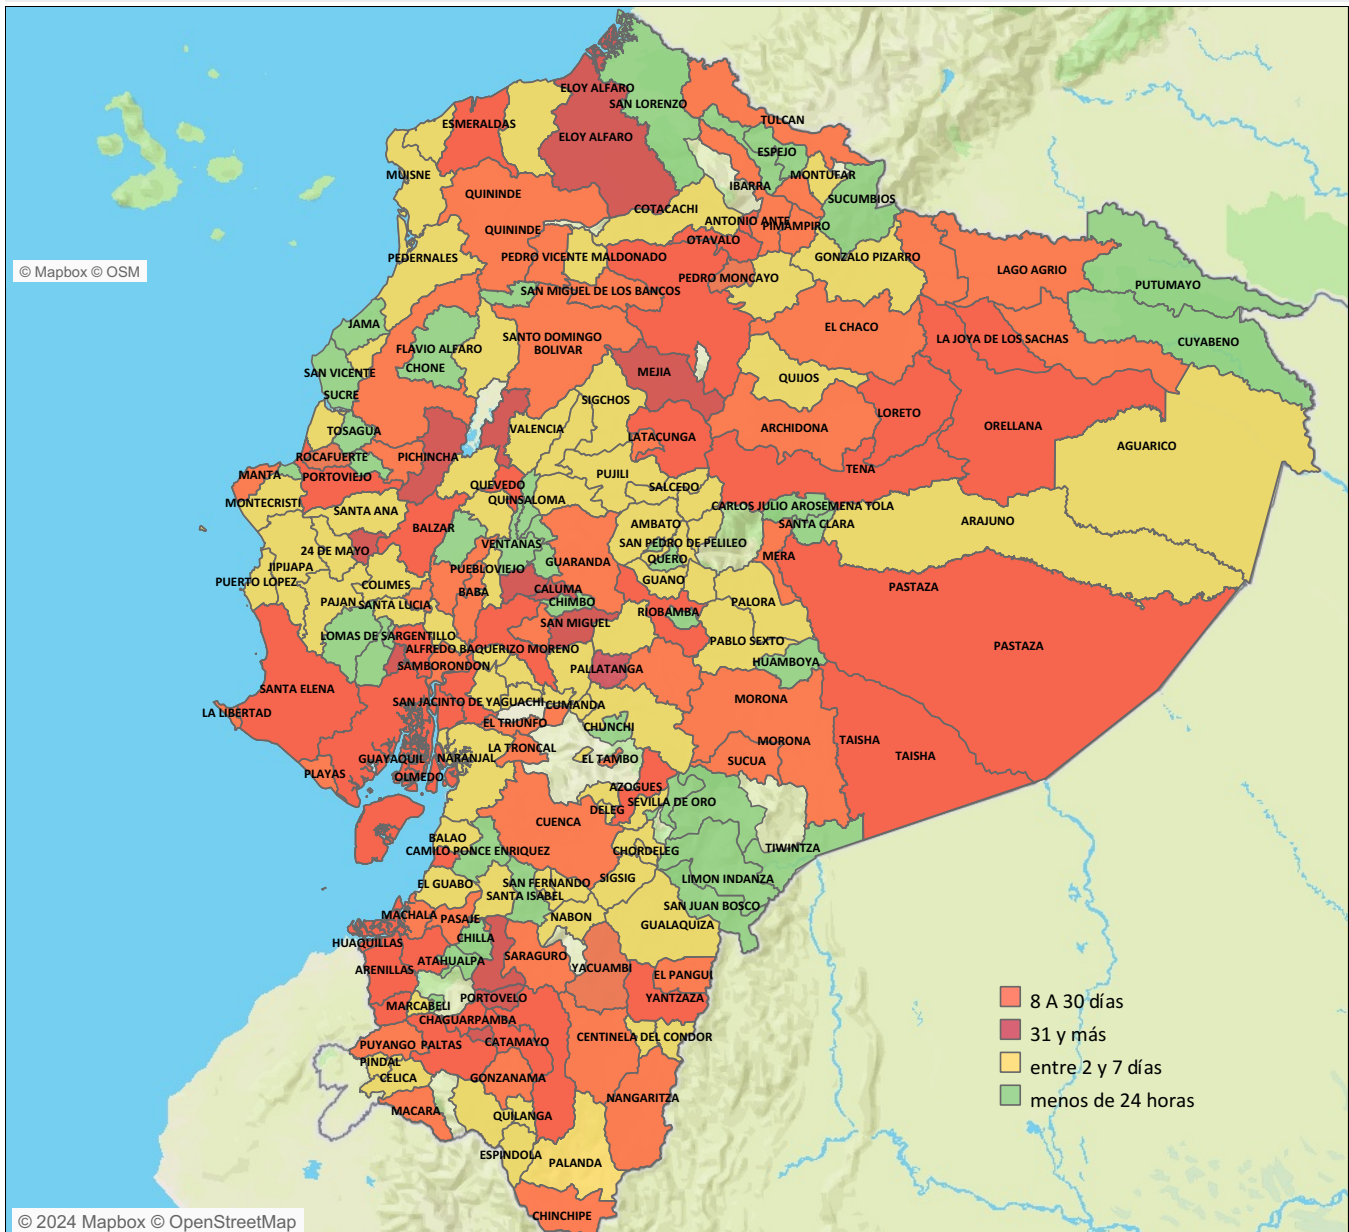 ELOY ALFARO
SAN LORENZO
ESMERALDAS
ELOY ALFARO
TULCAN
ESPEJO
MUISNE
MONTUFAR
IBARRA
QUININDE
SUCUMBIOS
COTACACHI
ANTONIO ANTE
PIMAMPIRO
QUININDE
OTAVALO
PEDERNALES
PEDRO VICENTE MALDONADO
GONZALO PIZARRO
© Mapbox © OSM
LAGO AGRIO
PEDRO MONCAYO
PUTUMAYO
SAN MIGUEL DE LOS BANCOS
JAMA
EL CHACO
SANTO DOMINGO
LA JOYA DE LOS SACHAS
CUYABENO
FLAVIO ALFARO
BOLIVAR
CHONE
SAN VICENTE
MEJIA
QUIJOS
SUCRE
SIGCHOS
LORETO
TOSAGUA
VALENCIA
ARCHIDONA
ORELLANA
LATACUNGA
AGUARICO
ROCAFUERTE
PICHINCHA
TENA
MANTA
PORTOVIEJO
PUJILI
QUEVEDO
SALCEDO
MONTECRISTI
QUINSALOMA
SANTA ANA
CARLOS JULIO AROSEMENA TOLA
BALZAR
AMBATO
SANTA CLARA
ARAJUNO
VENTANAS
SAN PEDRO DE PELILEO
24 DE MAYO
QUERO
MERA
JIPIJAPA
PUEBLOVIEJO
GUARANDA
PUERTO LOPEZ
COLIMES
GUANO
PASTAZA
BABA
CALUMA
PAJAN
SANTA LUCIA
CHIMBO
PALORA
RIOBAMBA
SAN MIGUEL
LOMAS DE SARGENTILLO
PABLO SEXTO
PASTAZA
ALFREDO BAQUERIZO MORENO
HUAMBOYA
SAMBORONDON
PALLATANGA
SANTA ELENA
MORONA
SAN JACINTO DE YAGUACHI
CUMANDA
LA LIBERTAD
EL TRIUNFO
CHUNCHI
MORONA
TAISHA
LA TRONCAL
TAISHA
GUAYAQUIL
NARANJAL
EL TAMBO
SUCUA
PLAYAS
OLMEDO
AZOGUES
SEVILLA DE ORO
DELEG
CUENCA
BALAO
TIWINTZA
CAMILO PONCE ENRIQUEZ
CHORDELEG
SIGSIG
LIMON INDANZA
EL GUABO
SAN FERNANDO
SANTA ISABEL
SAN JUAN BOSCO
MACHALA
PASAJE
NABON
GUALAQUIZA
CHILLA
HUAQUILLAS
SARAGURO
ATAHUALPA
ARENILLAS
YACUAMBI
EL PANGUI
PORTOVELO
YANTZAZA
8 A 30 días
MARCABELI
CHAGUARPAMBA
31 y más
CENTINELA DEL CONDOR
PUYANGO
PALTAS
CATAMAYO
PINDAL
entre 2 y 7 días
CELICA
GONZANAMA
NANGARITZA
menos de 24 horas
MACARA
QUILANGA
ESPINDOLA
PALANDA
CHINCHIPE
© 2024 Mapbox © OpenStreetMap